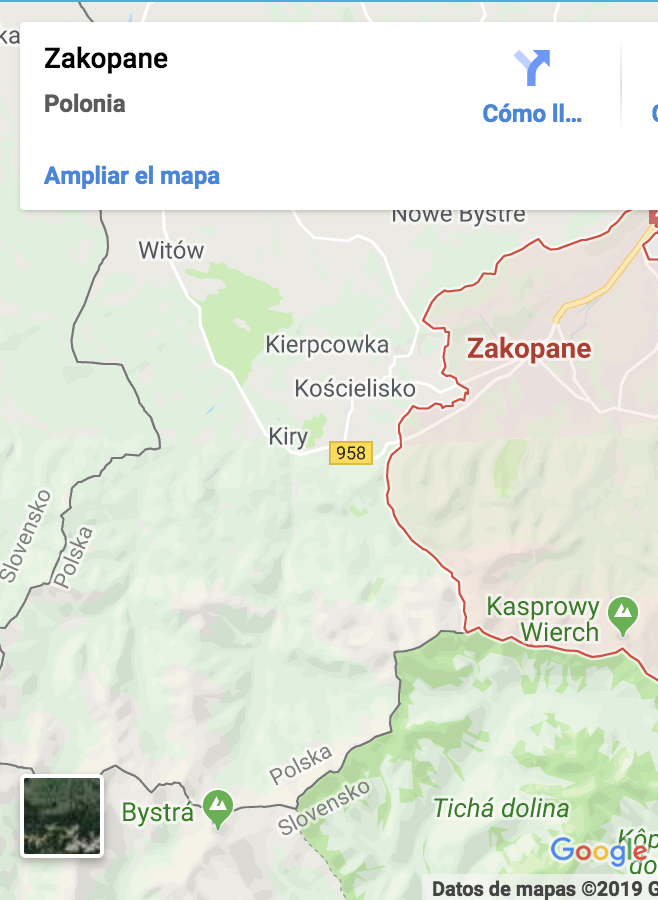 Zakopane
Polonia
Cómo ll...
Ampliar el mapa
Nowe Bystre
Witów
Kierpcowka
Zakopane
Kościelisko
Kiry
958
Slovensko
Polska
Kasprowy
Wierch
Polska
Slovensko
Bystrá
Tichá dolina
Google
Datos de mapas ©2019 G